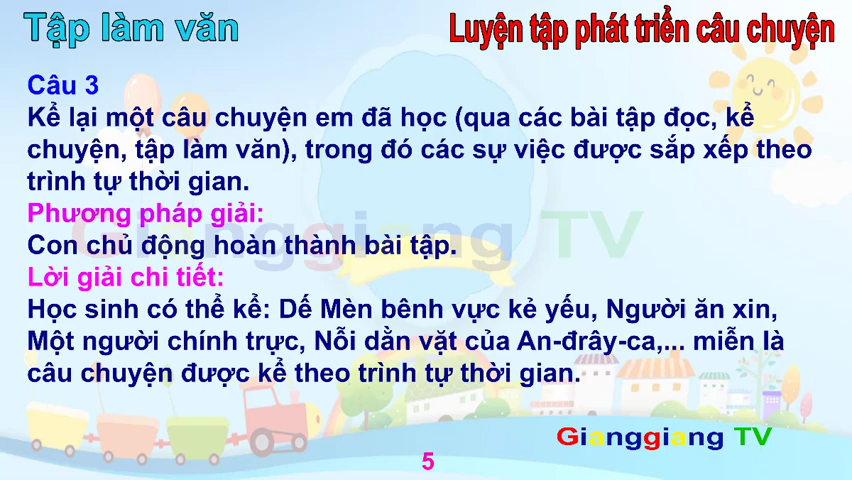 Tập làm văn
Luyện tập phát triển câu chuyện
Câu 3
Kể lại một câu chuyện em đã học (qua các bài tập đọc, kể
chuyện, tập làm văn), trong đó các sự việc được sắp xếp theo
trình tự thời gian.
Phương pháp giải:
Con chủ động hoàn thành bài tập.
Gianggiang TV
Lời giải chi tiết:
Học sinh có thể kể: Dế Mèn bênh vực kẻ yếu, Người ăn xin,
Một người chính trực, Nỗi dằn vặt của An-đrây-ca,... miễn là
câu chuyện được kể theo trình tự thời gian.
Gianggiang TV
5